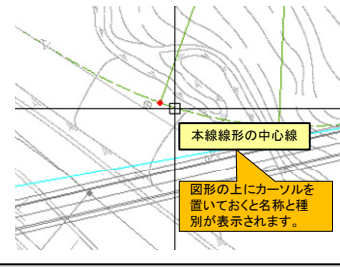 本線線形の中心線
図形の上にカーソルを
置いておくと名称と種
別が表示されます。